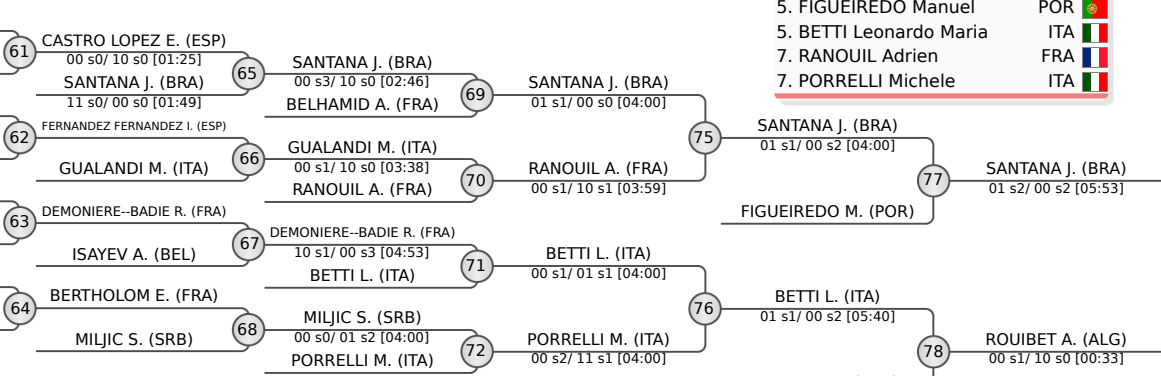 5. FIGUEIREDO Manuel POR
5. BETTI Leonardo Maria ITA
7. RANOUIL Adrien FRA
7. PORRELLI Michele ITA
61
CASTRO LOPEZ E. (ESP)
00 s0/ 10 s0 [01:25]
SANTANA J. (BRA)
11 s0/ 00 s0 [01:49]
62
FERNANDEZ FERNANDEZ I. (ESP)
GUALANDI M. (ITA)
63
DEMONIERE--BADIE R. (FRA)
ISAYEV A. (BEL)
64
BERTHOLOM E. (FRA)
MILJIC S. (SRB)
65
SANTANA J. (BRA)
00 s3/ 10 s0 [02:46]
BELHAMID A. (FRA)
66
GUALANDI M. (ITA)
00 s1/ 10 s0 [03:38]
RANOUIL A. (FRA)
67
DEMONIERE--BADIE R. (FRA)
10 s1/ 00 s3 [04:53]
BETTI L. (ITA)
68
MILJIC S. (SRB)
00 s0/ 01 s2 [04:00]
PORRELLI M. (ITA)
69
SANTANA J. (BRA)
01 s1/ 00 s0 [04:00]
70
RANOUIL A. (FRA)
00 s1/ 10 s1 [03:59]
71
BETTI L. (ITA)
00 s1/ 01 s1 [04:00]
72
PORRELLI M. (ITA)
00 s2/ 11 s1 [04:00]
75
SANTANA J. (BRA)
01 s1/ 00 s2 [04:00]
FIGUEIREDO M. (POR)
76
BETTI L. (ITA)
01 s1/ 00 s2 [05:40]
77
SANTANA J. (BRA)
01 s2/ 00 s2 [05:53]
78
ROUIBET A. (ALG)
00 s1/ 10 s0 [00:33]